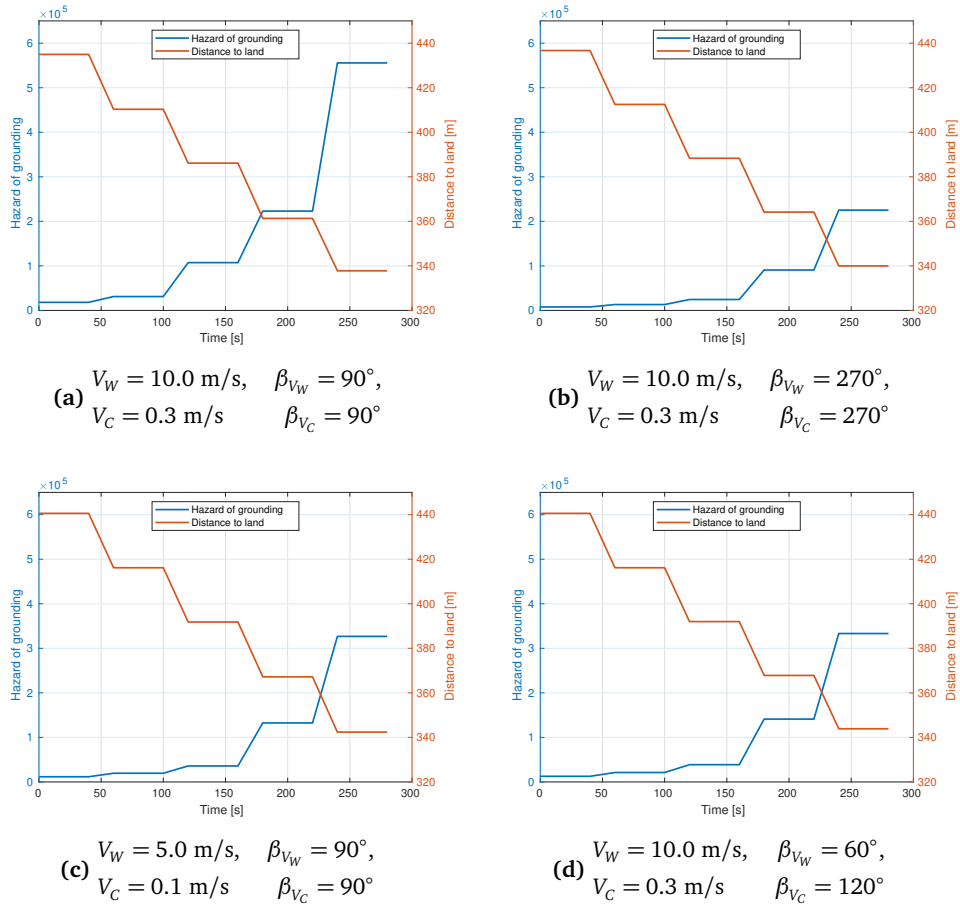 ×10⁵
Hazard of grounding
Distance to land
6
5
4
3
2
1
0
Hazard of grounding
440
420
400
380
360
340
320
Distance to land [m]
0 50 100 150 200 250 300
Time [s]
(a) V_W = 10.0 m/s, β_{V_W} = 90°,
V_C = 0.3 m/s β_{V_C} = 90°
×10⁵
Hazard of grounding
Distance to land
6
5
4
3
2
1
0
Hazard of grounding
440
420
400
380
360
340
320
Distance to land [m]
0 50 100 150 200 250 300
Time [s]
(b) V_W = 10.0 m/s, β_{V_W} = 270°,
V_C = 0.3 m/s β_{V_C} = 270°
×10⁵
Hazard of grounding
Distance to land
6
5
4
3
2
1
0
Hazard of grounding
440
420
400
380
360
340
320
Distance to land [m]
0 50 100 150 200 250 300
Time [s]
(c) V_W = 5.0 m/s, β_{V_W} = 90°,
V_C = 0.1 m/s β_{V_C} = 90°
×10⁵
Hazard of grounding
Distance to land
6
5
4
3
2
1
0
Hazard of grounding
440
420
400
380
360
340
320
Distance to land [m]
0 50 100 150 200 250 300
Time [s]
(d) V_W = 10.0 m/s, β_{V_W} = 60°,
V_C = 0.3 m/s β_{V_C} = 120°